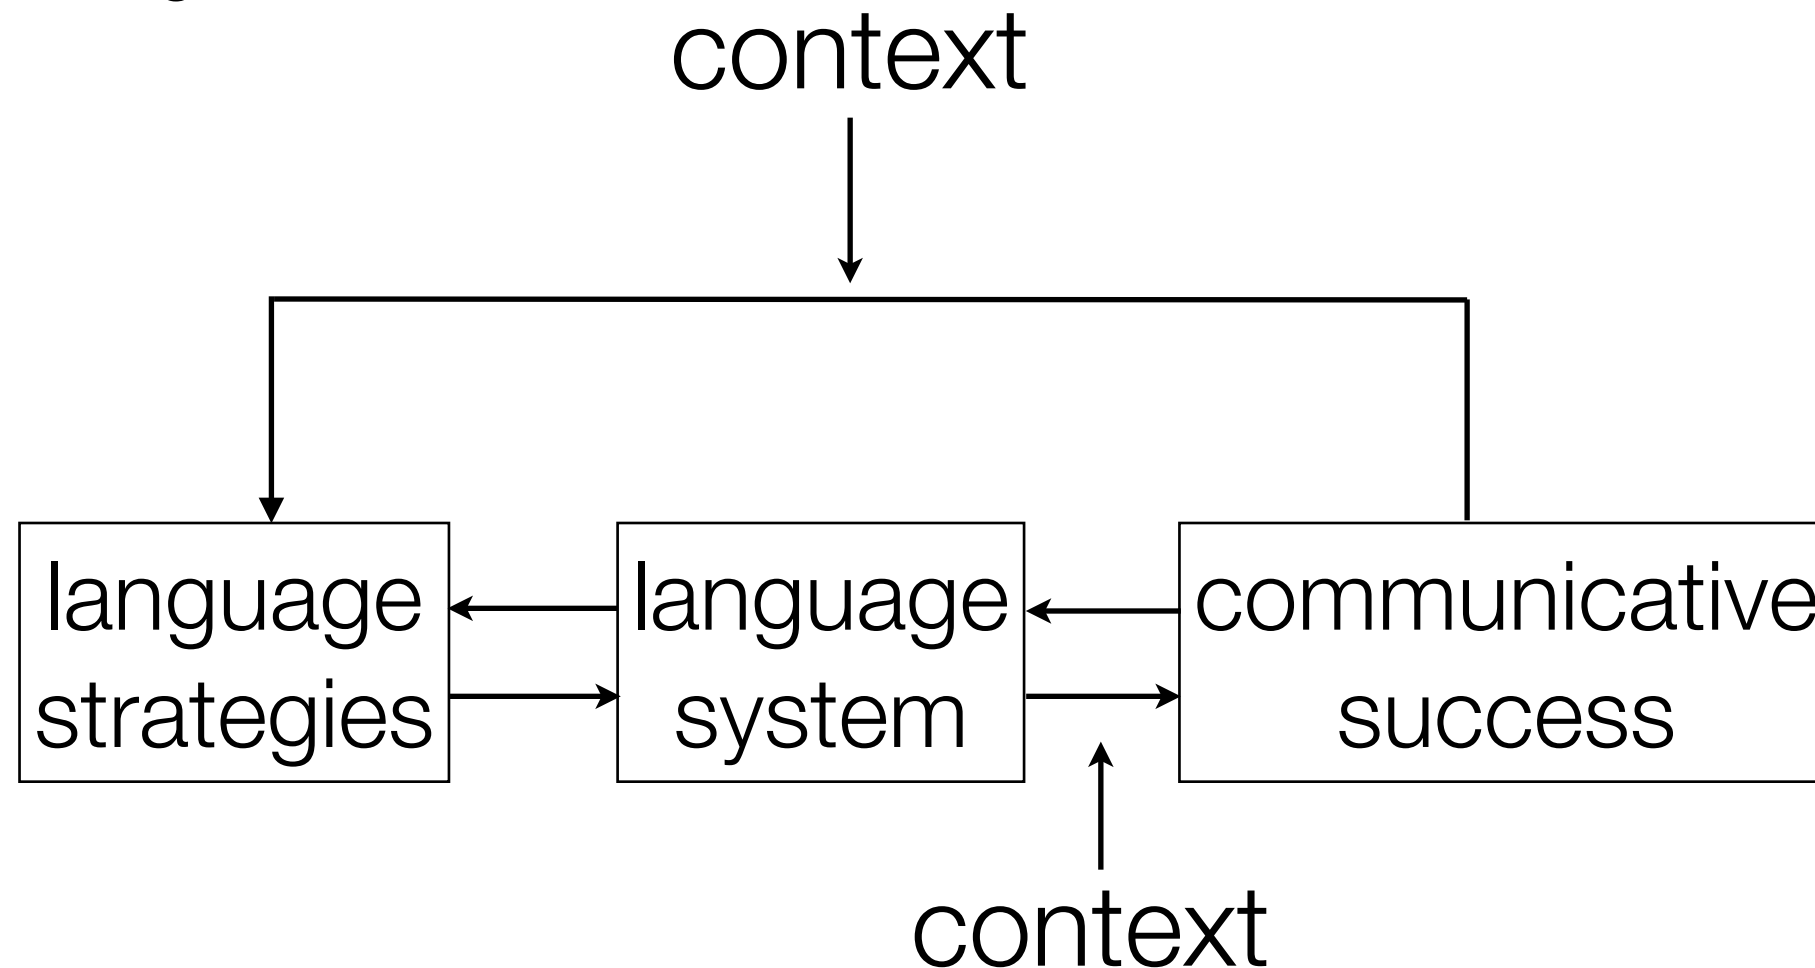 context
language
strategies
language
system
communicative
success
context